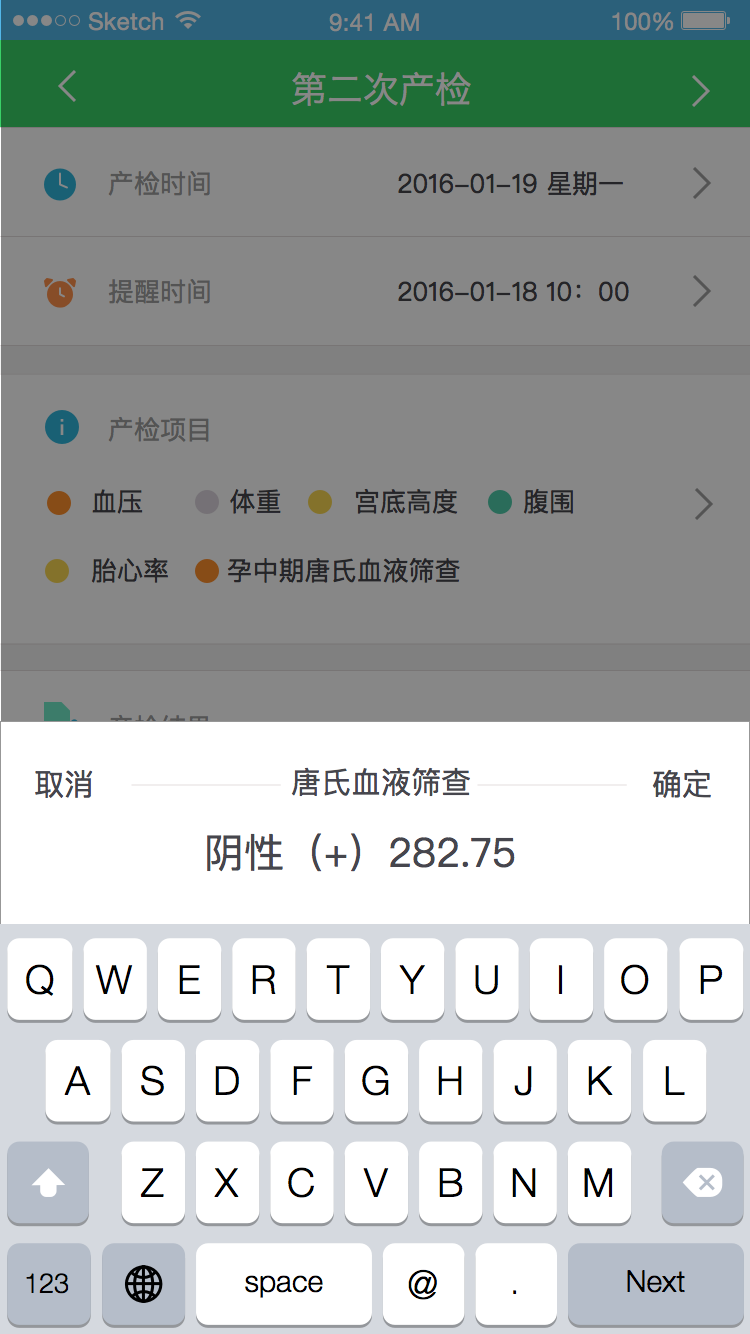 Sketch 9:41 AM 100%
第二次产检
产检时间 2016-01-19 星期一
提醒时间 2016-01-18 10：00
产检项目
血压 体重 宫底高度 腹围
胎心率 孕中期唐氏血液筛查
取消 唐氏血液筛查 确定
阴性（+）282.75
Q W E R T Y U I O P
A S D F G H J K L
Z X C V B N M
123 space @ . Next